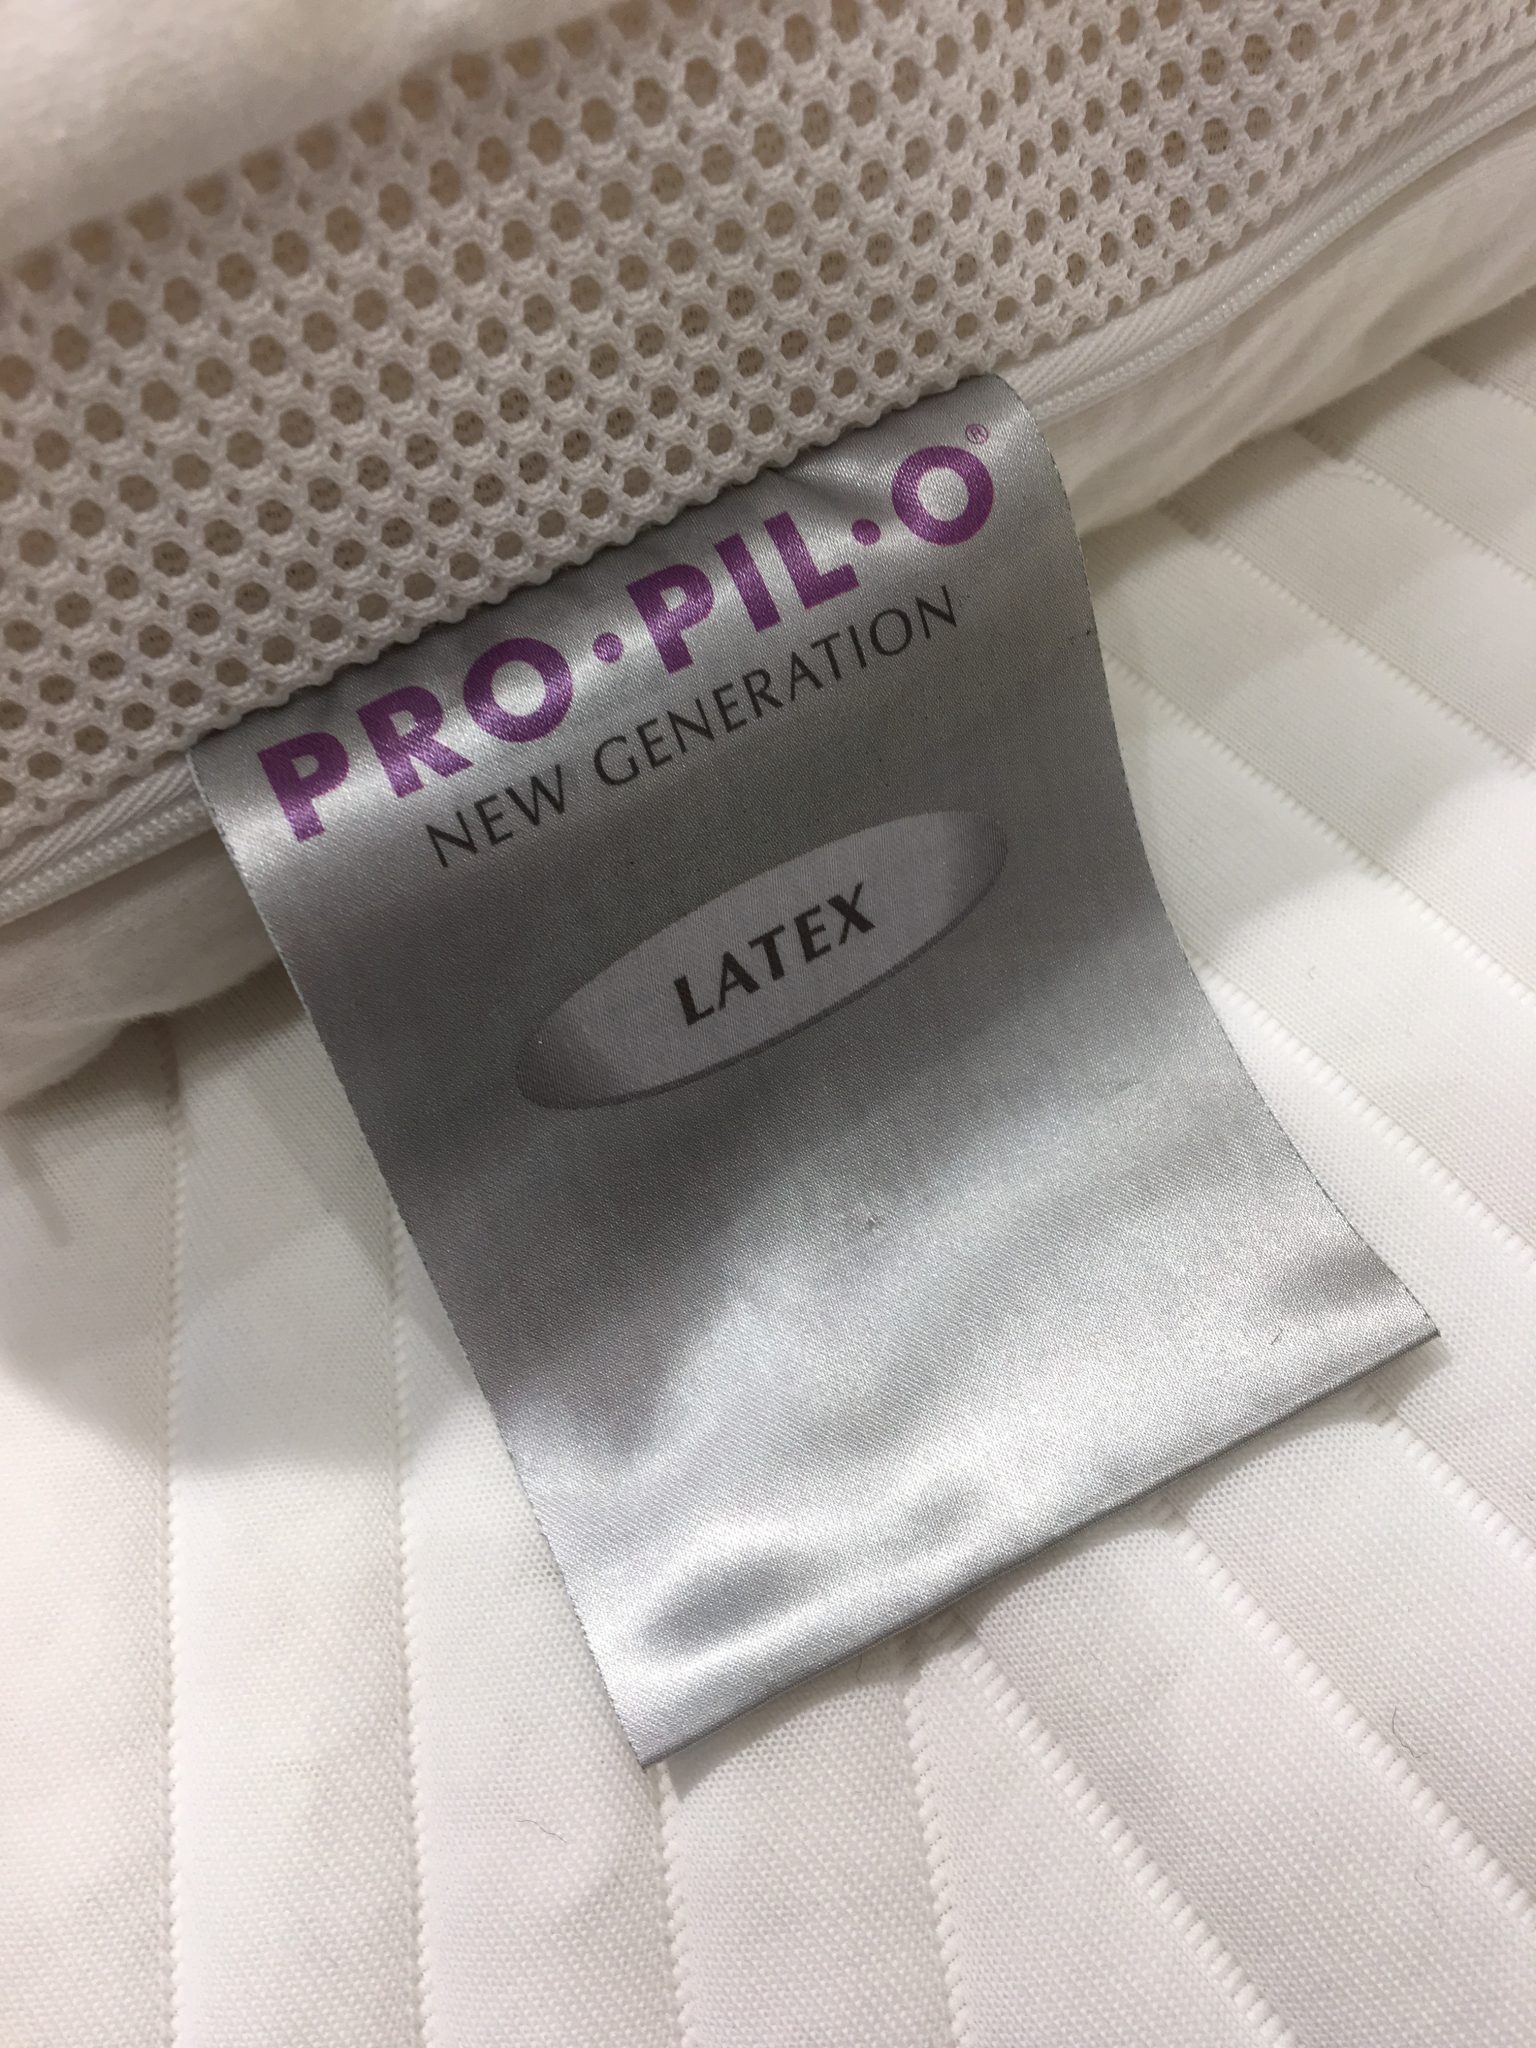 PRO•PIL•O®
NEW GENERATION
LATEX